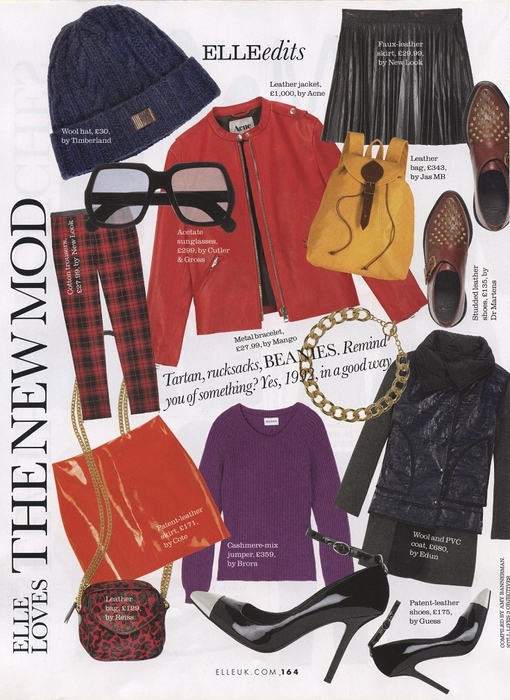 ELLEedits
Faux-leather
skirt, £29.99,
by New Look
Leather jacket,
£1,000, by Acne
Wool hat, £30,
by Timberland
Acne
Leather
bag, £343,
by Jas MB
Acetate
sunglasses,
£299, by Cutler
& Gross
Cotton trousers,
£27.99, by New Look
Studded leather
shoes, £135, by
Dr Martens
Metal bracelet,
£27.99, by Mango
Tartan, rucksacks, BEANIES. Remind
you of something? Yes, 1992, in a good way
ELLE
LOVES
THE NEW MOD
Patent-leather
skirt, £171,
by Cote
Cashmere-mix
jumper, £359,
by Brora
Wool and PVC
coat, £680,
by Edun
Leather
bag, £129,
by Reiss
Patent-leather
shoes, £175,
by Guess
COMPILED BY AMY BANNERMAN
ELLEUK.COM 164